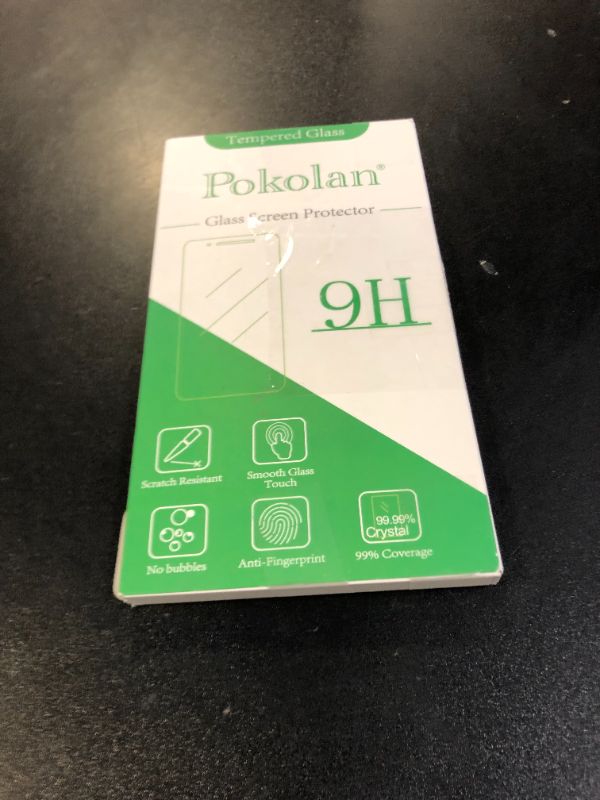 Tempered Glass
Pokolan®
Glass Screen Protector
9H
Scratch Resistant
Smooth Glass
Touch
No bubbles
Anti-Fingerprint
99.99%
Crystal
99% Coverage